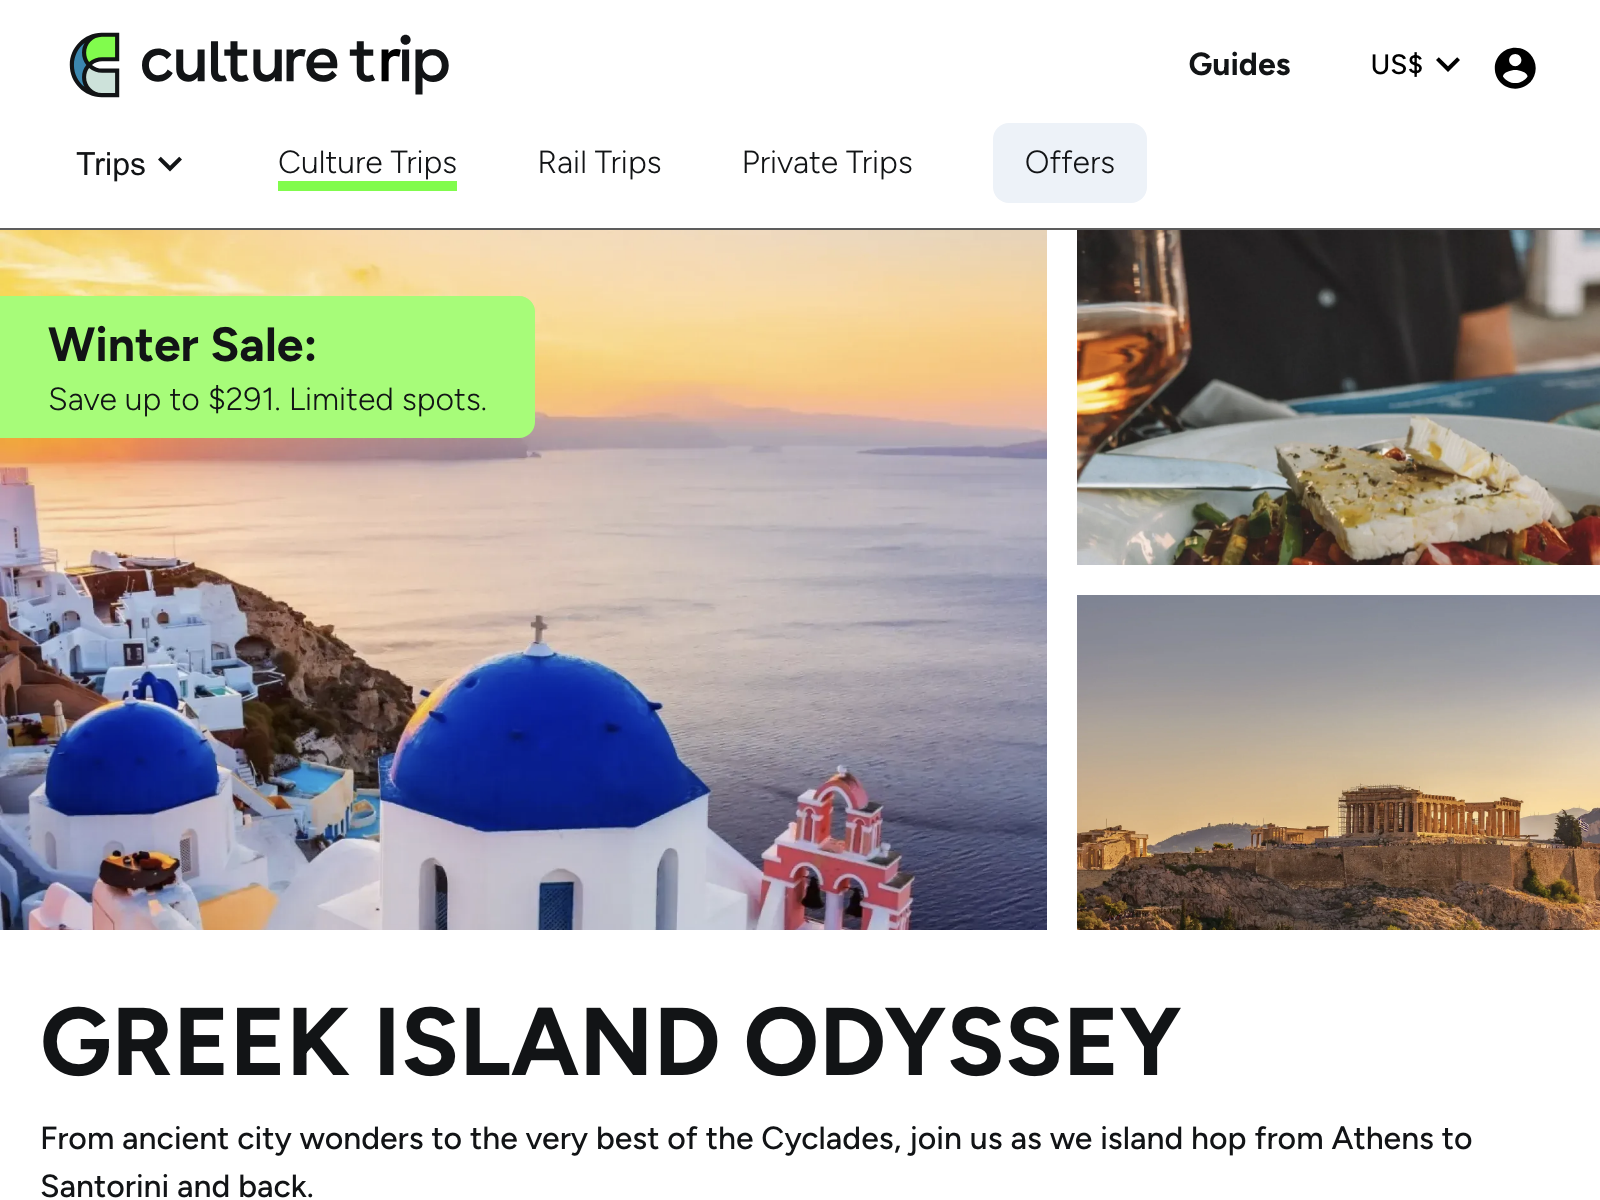 culture trip
Guides
US$
Trips
Culture Trips
Rail Trips
Private Trips
Offers
Winter Sale:
Save up to $291. Limited spots.
GREEK ISLAND ODYSSEY
From ancient city wonders to the very best of the Cyclades, join us as we island hop from Athens to
Santorini and back.